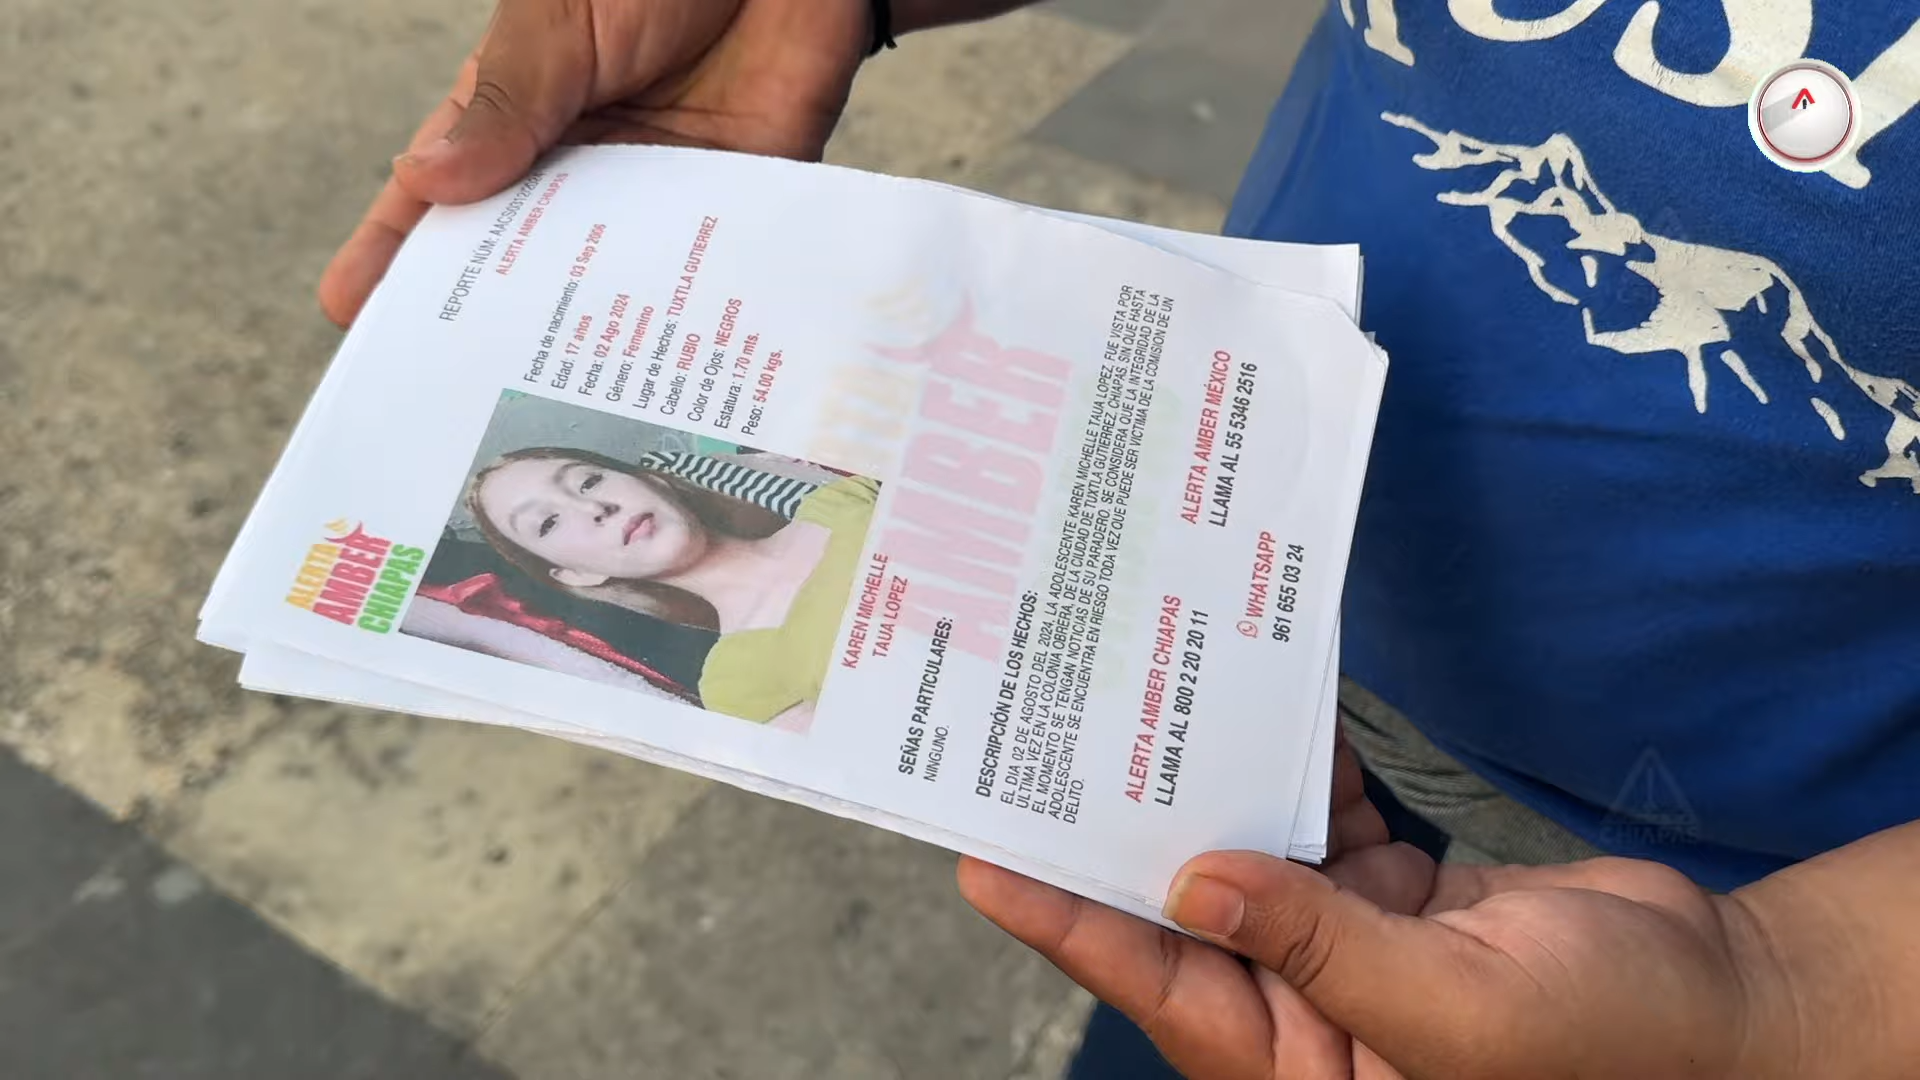 REPORTE NÚM: AACS0312/2024
ALERTA AMBER CHIAPAS
ALERTA
AMBER
CHIAPAS
Fecha de nacimiento: 03 Sep 2006
Edad: 17 años
Fecha: 02 Ago 2024
Género: Femenino
Lugar de Hechos: TUXTLA GUTIERREZ
Cabello: RUBIO
Color de Ojos: NEGROS
Estatura: 1.70 mts.
Peso: 54.00 kgs.
KAREN MICHELLE
TAUA LOPEZ
SEÑAS PARTICULARES:
NINGUNO.
AMBER
DESCRIPCIÓN DE LOS HECHOS:
EL DIA 02 DE AGOSTO DEL 2024, LA ADOLESCENTE KAREN MICHELLE TAUA LOPEZ, FUE VISTA POR
ULTIMA VEZ EN LA COLONIA OBRERA, DE LA CIUDAD DE TUXTLA GUTIERREZ, CHIAPAS, SIN QUE HASTA
EL MOMENTO SE TENGAN NOTICIAS DE SU PARADERO. SE CONSIDERA QUE LA INTEGRIDAD DE LA
ADOLESCENTE SE ENCUENTRA EN RIESGO TODA VEZ QUE PUEDE SER VICTIMA DE LA COMISION DE UN
DELITO.
ALERTA AMBER CHIAPAS
LLAMA AL 800 2 20 20 11
ALERTA AMBER MÉXICO
LLAMA AL 55 5346 2516
WHATSAPP
961 655 03 24
CHIAPAS